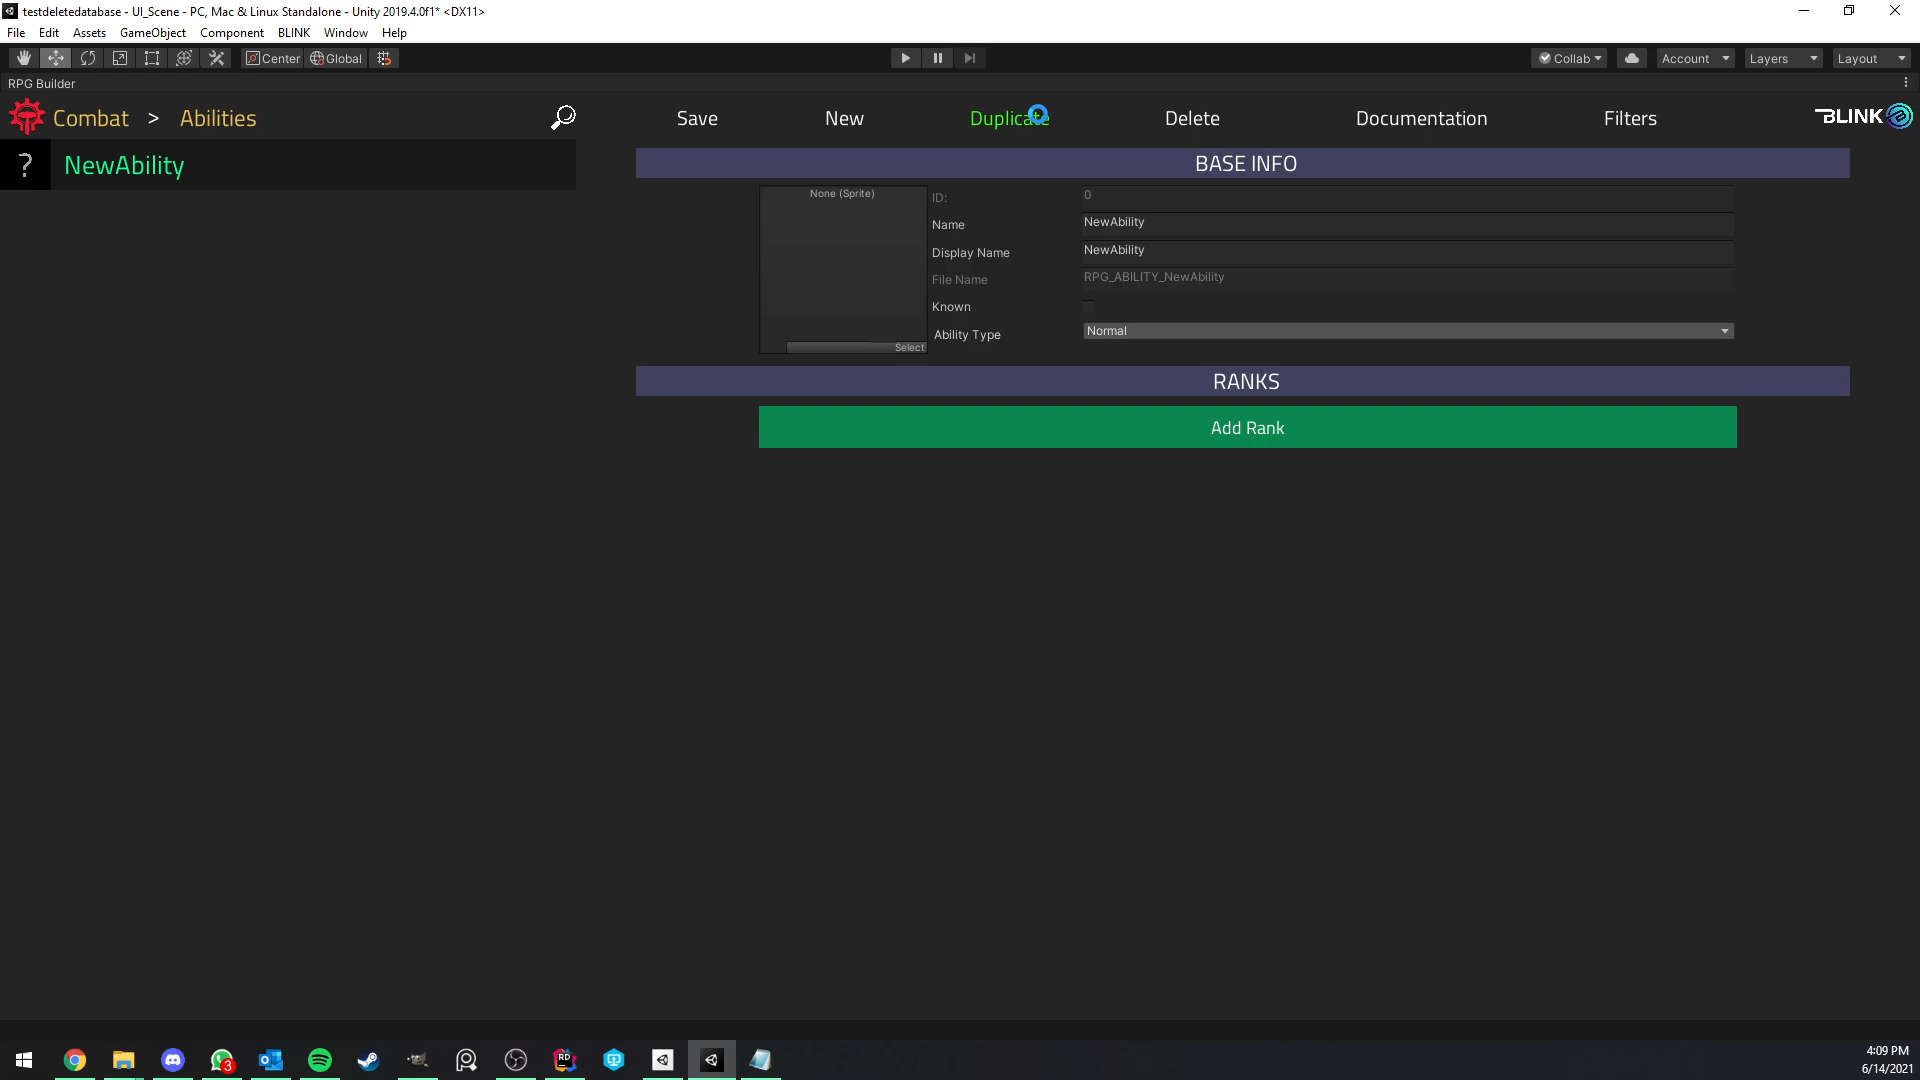 testdeletedatabase - UI_Scene - PC, Mac & Linux Standalone - Unity 2019.4.0f1* <DX11>
File Edit Assets GameObject Component BLINK Window Help
Center Global Collab Account Layers Layout
RPG Builder
Combat > Abilities Save New Duplicate Delete Documentation Filters BLINK
? NewAbility
BASE INFO
None (Sprite)
Select
ID: 0
Name NewAbility
Display Name NewAbility
File Name RPG_ABILITY_NewAbility
Known
Ability Type Normal
RANKS
Add Rank
3
RD
4:09 PM
6/14/2021